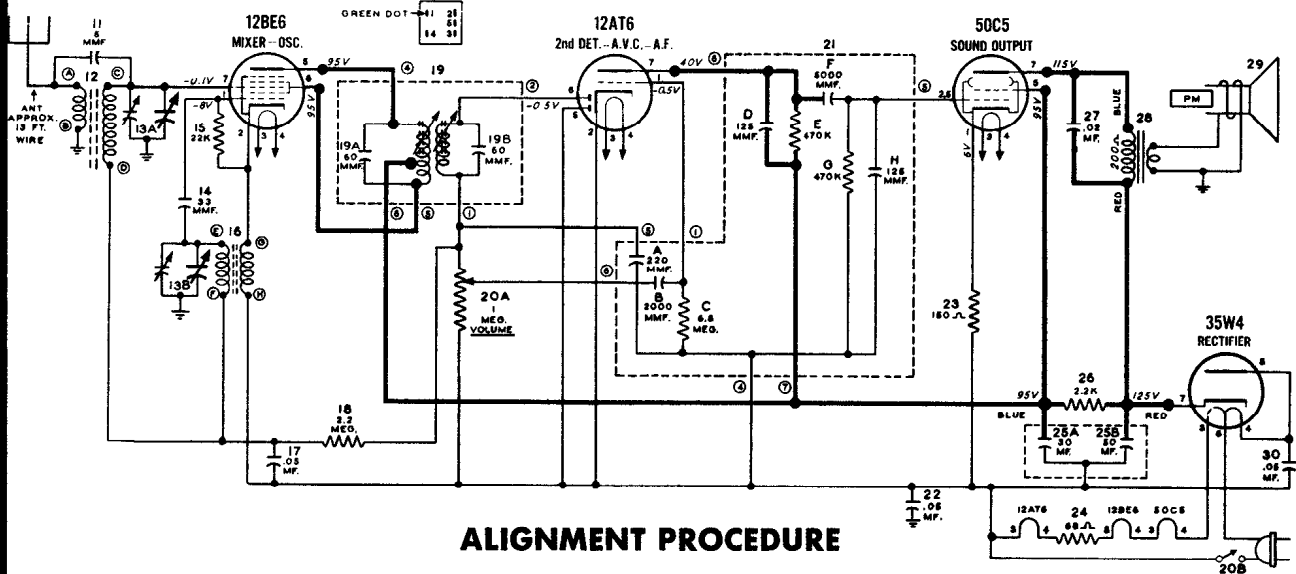 GREEN DOT
12BE6
MIXER-OSC.
12AT6
2nd DET.-A.V.C.-A.F.
50C5
SOUND OUTPUT
35W4
RECTIFIER
11
5
MMF
12
A
B
C
D
ANT
APPROX.
13 FT.
WIRE
13A
-0.1V
-8V
15
22K
14
33
MMF.
13B
16
E
F
G
H
95V
95V
19
19A
60
MMF.
19B
60
MMF.
-0.5V
18
2.2
MEG.
17
.05
MF.
20A
1
MEG.
VOLUME
21
A
220
MMF.
B
2000
MMF.
C
6.8
MEG.
40V
-0.5V
D
125
MMF.
E
470K
F
5000
MMF
G
470K
H
125
MMF.
6V
23
150 Ω
115V
95V
27
.02
MF.
BLUE
28
200Ω
RED
PM
29
95V
BLUE
26
2.2K
125V
RED
25A
30
MF.
25B
50
MF.
30
.05
MF.
22
.05
MF.
12AT6
24
68 Ω
12BE6
50C5
20B
ALIGNMENT PROCEDURE